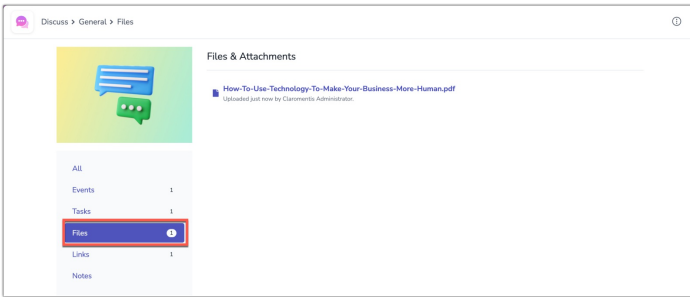 Discuss > General > Files
Files & Attachments
How-To-Use-Technology-To-Make-Your-Business-More-Human.pdf
Uploaded just now by Claromentis Administrator.
All
Events 1
Tasks 1
Files 1
Links 1
Notes